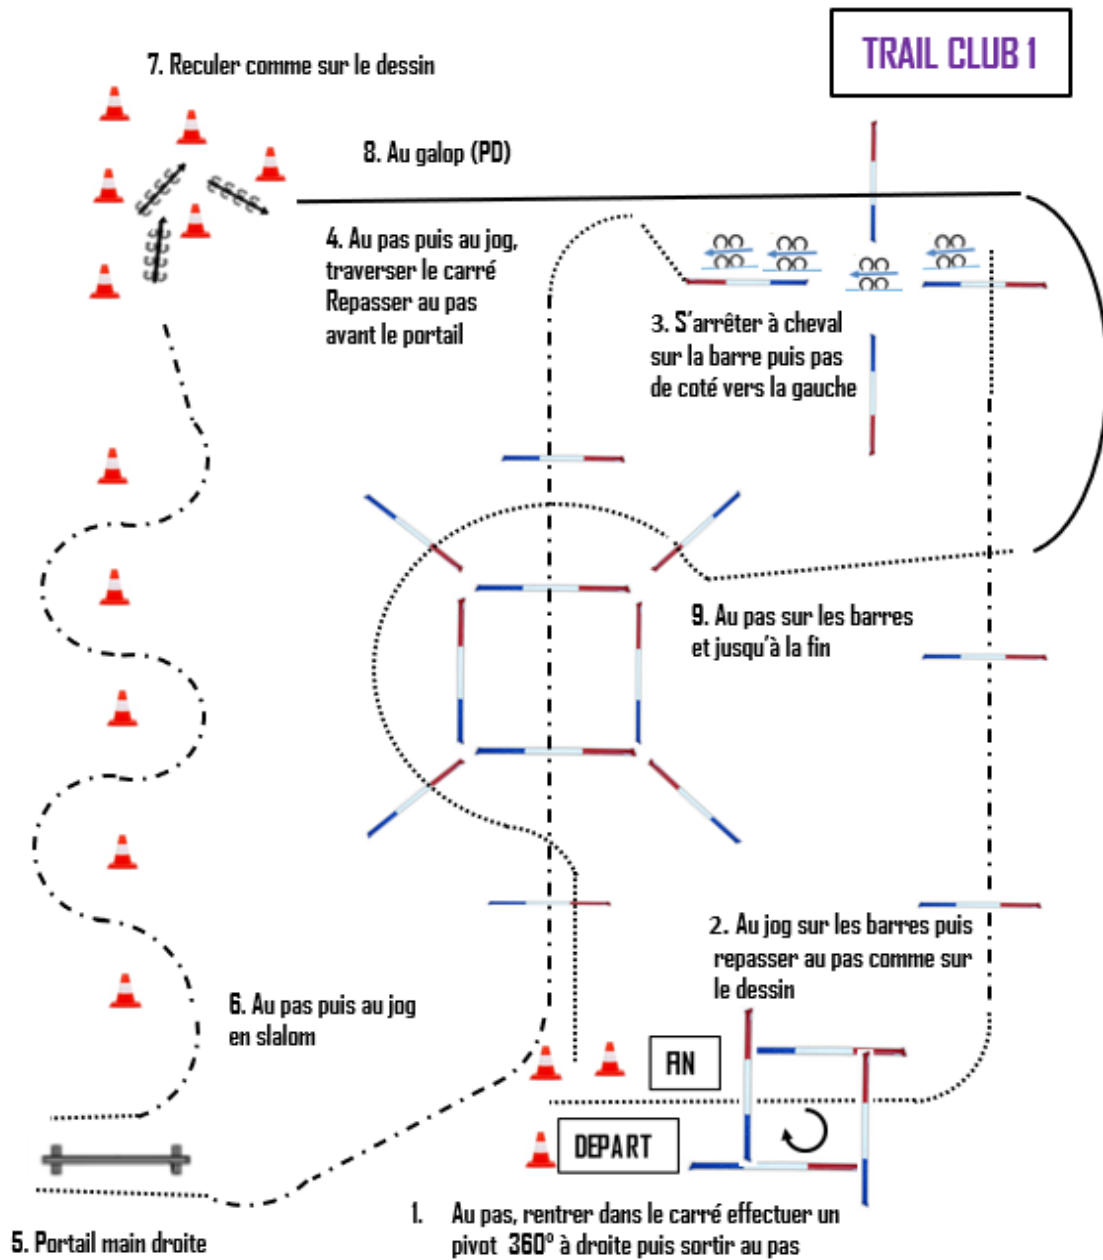 TRAIL CLUB 1
7. Reculer comme sur le dessin
8. Au galop (PD)
4. Au pas puis au jog,
traverser le carré
Repasser au pas
avant le portail
3. S'arrêter à cheval
sur la barre puis pas
de coté vers la gauche
9. Au pas sur les barres
et jusqu'à la fin
2. Au jog sur les barres puis
repasser au pas comme sur
le dessin
6. Au pas puis au jog
en slalom
FIN
DEPART
1. Au pas, rentrer dans le carré effectuer un
pivot 360° à droite puis sortir au pas
5. Portail main droite